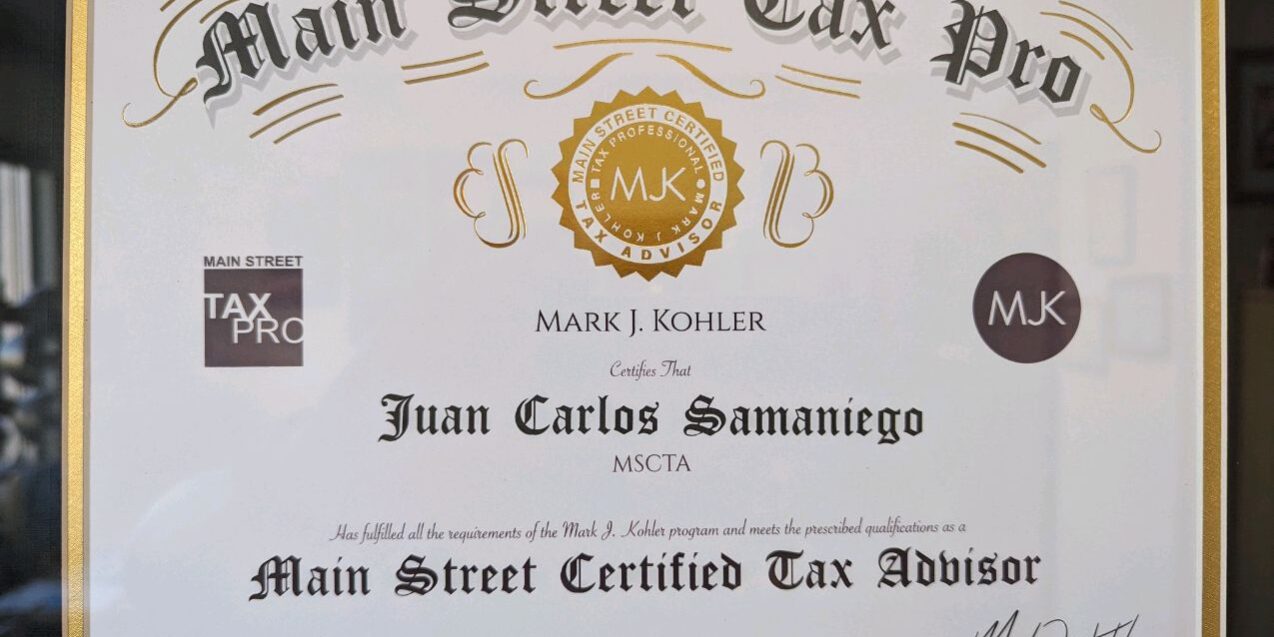 Main Street Tax Pro
MAIN STREET CERTIFIED
TAX PROFESSIONAL
MJK
MARK J. KOHLER
TAX ADVISOR
MAIN STREET
TAX
PRO
MJK
MARK J. KOHLER
Certifies That
Juan Carlos Samaniego
MSCTA
Has fulfilled all the requirements of the Mark J. Kohler program and meets the prescribed qualifications as a
Main Street Certified Tax Advisor